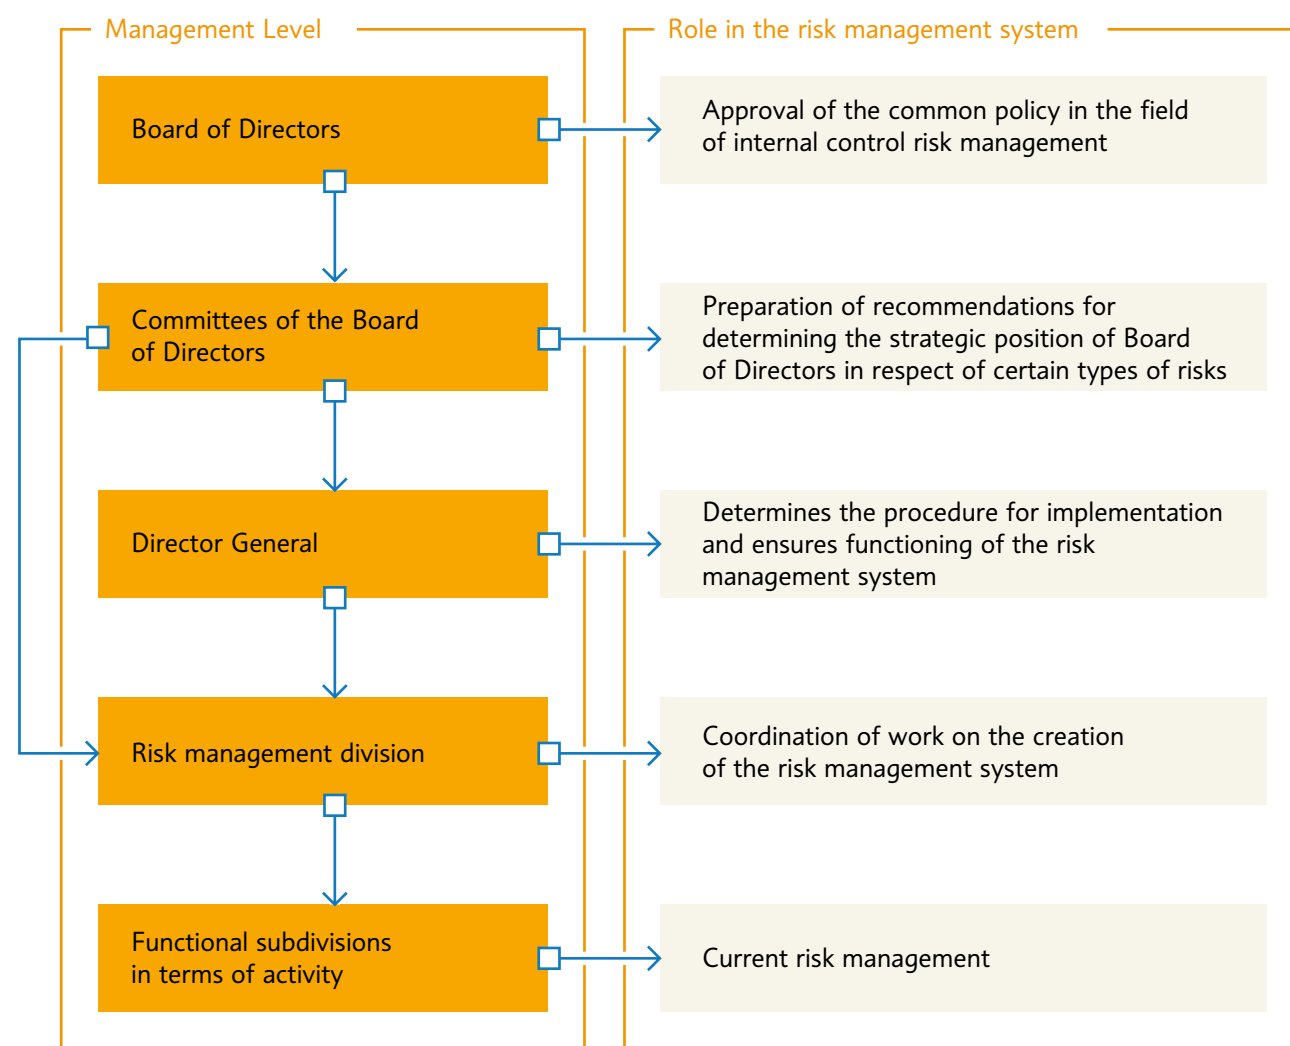 Management Level
Role in the risk management system
Board of Directors
Approval of the common policy in the field
of internal control risk management
Committees of the Board
of Directors
Preparation of recommendations for
determining the strategic position of Board
of Directors in respect of certain types of risks
Director General
Determines the procedure for implementation
and ensures functioning of the risk
management system
Risk management division
Coordination of work on the creation
of the risk management system
Functional subdivisions
in terms of activity
Current risk management